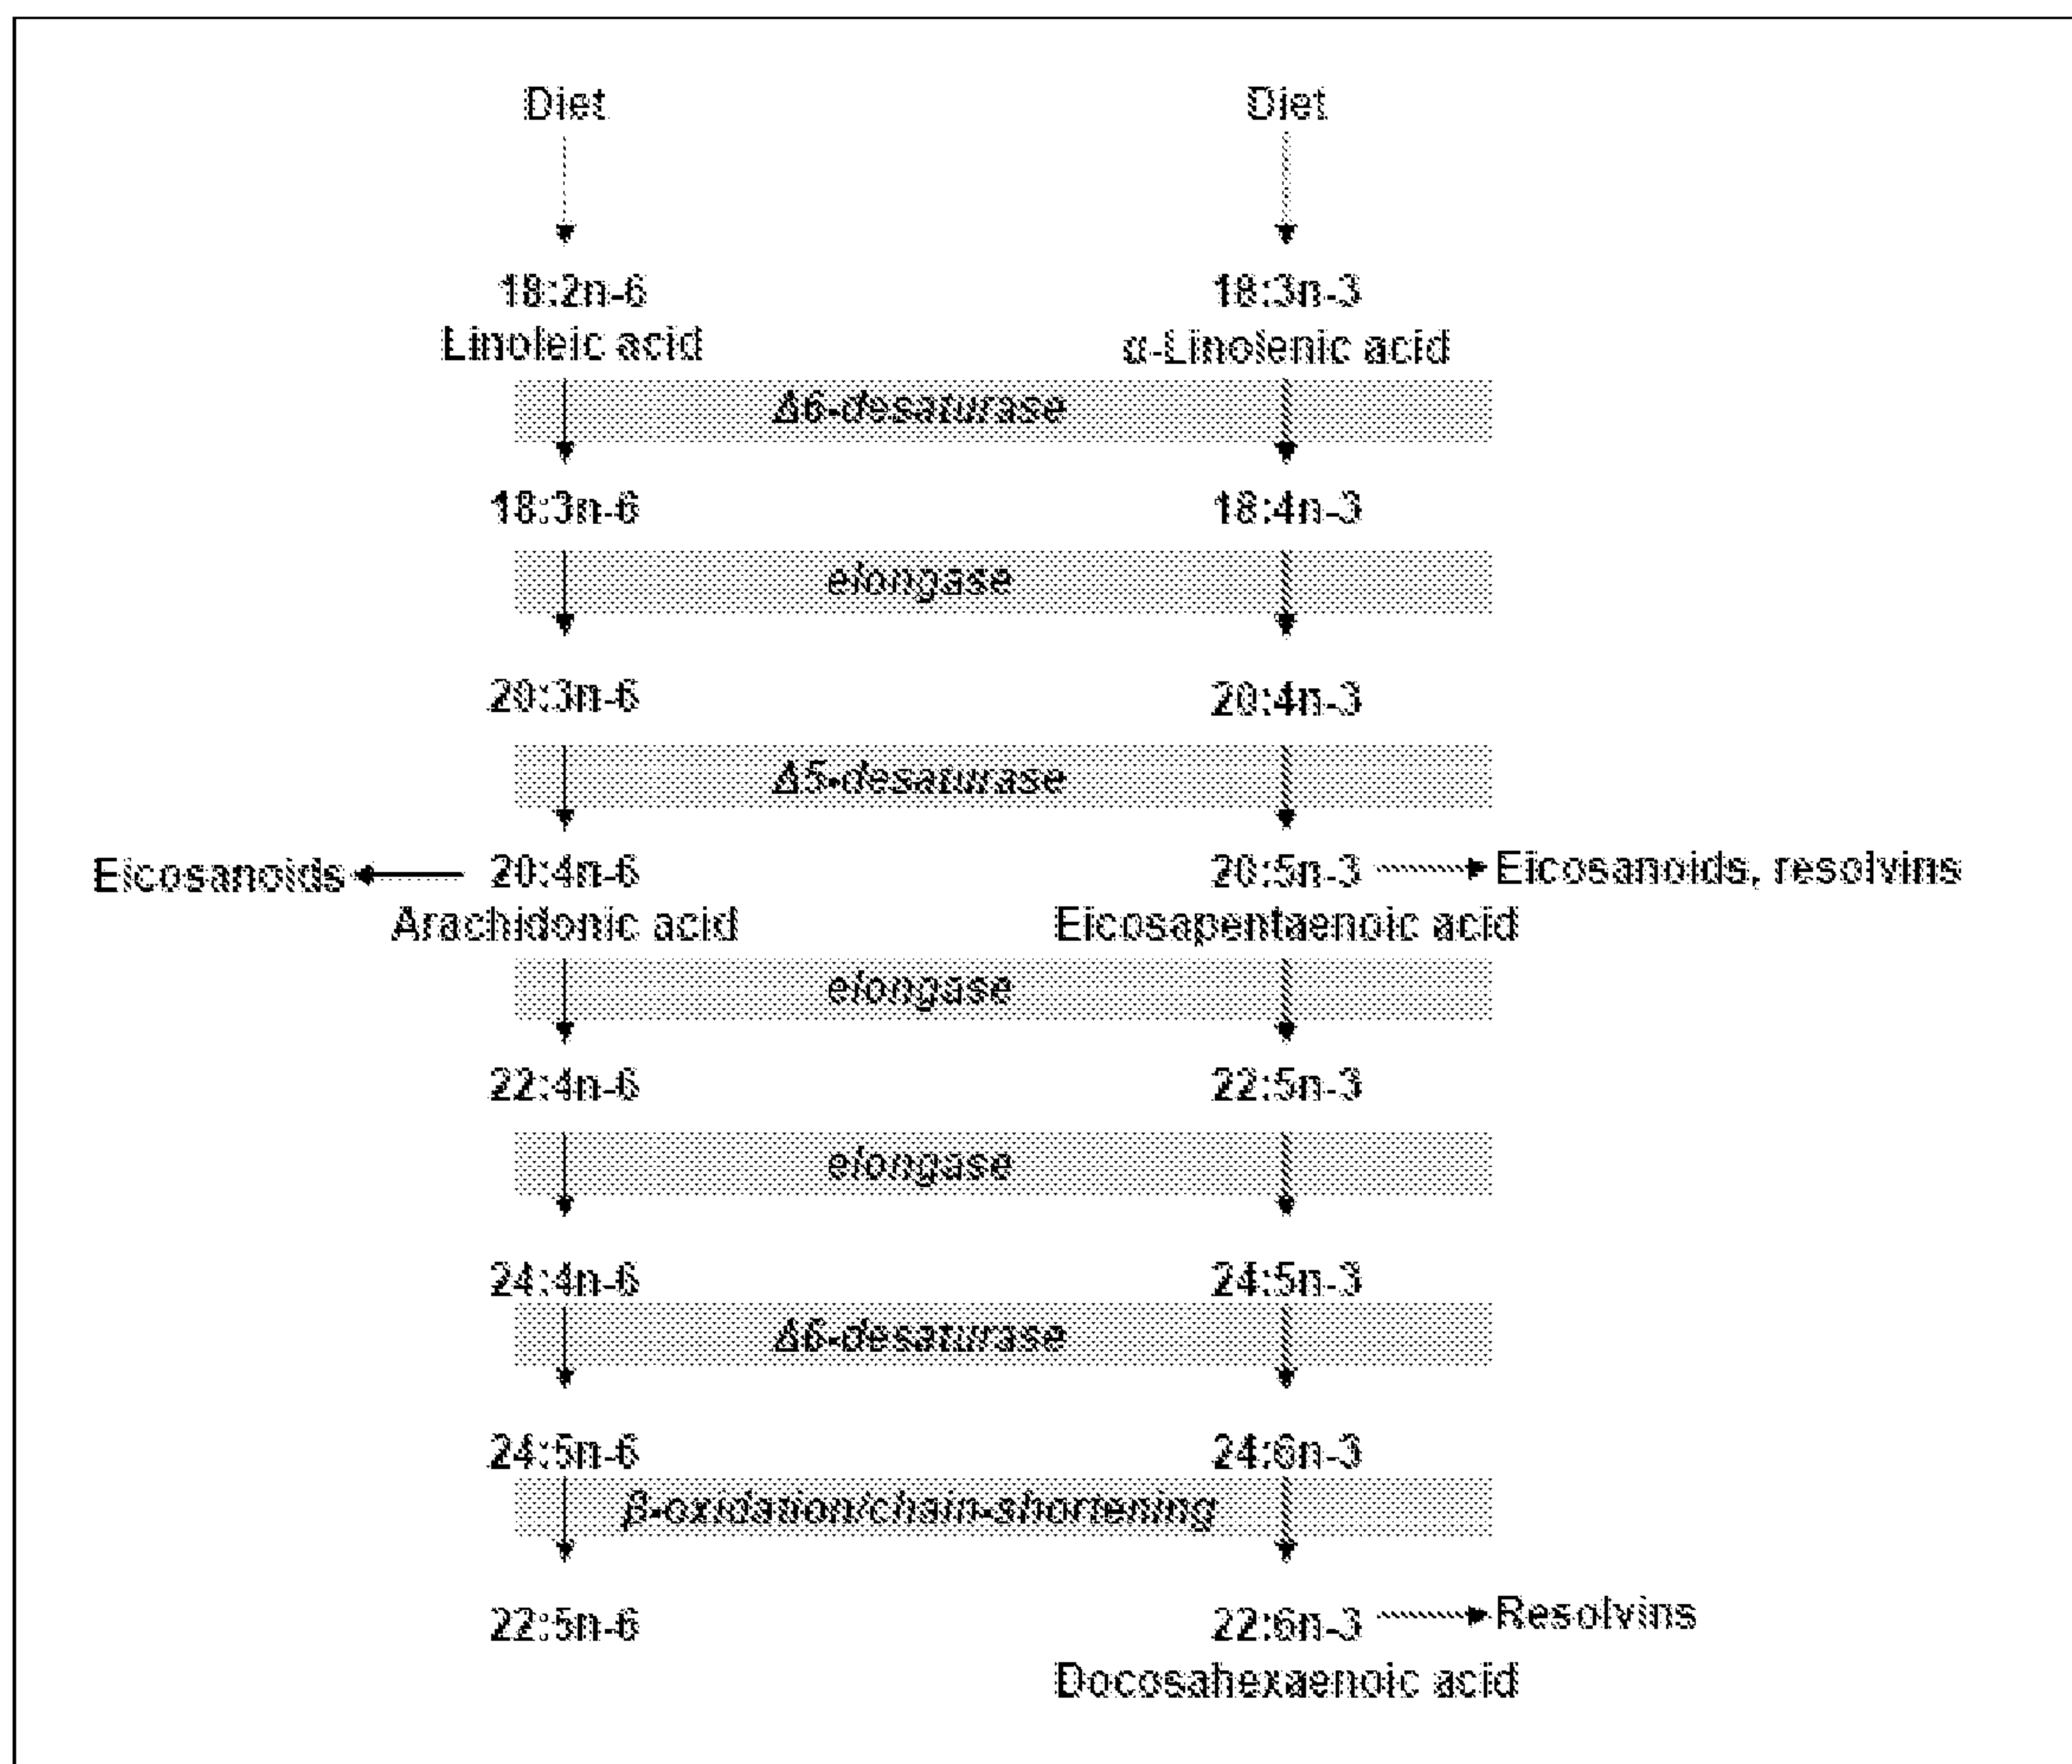 Diet Diet
18:2n-6 18:3n-3
Linoleic acid α-Linolenic acid
Δ6-desaturase
18:3n-6 18:4n-3
elongase
20:3n-6 20:4n-3
Δ5-desaturase
Eicosanoids 20:4n-6 20:5n-3 Eicosanoids, resolvins
Arachidonic acid Eicosapentaenoic acid
elongase
22:4n-6 22:5n-3
elongase
24:4n-6 24:5n-3
Δ6-desaturase
24:5n-6 24:6n-3
β-oxidation/chain-shortening
22:5n-6 22:6n-3 Resolvins
Docosahexaenoic acid